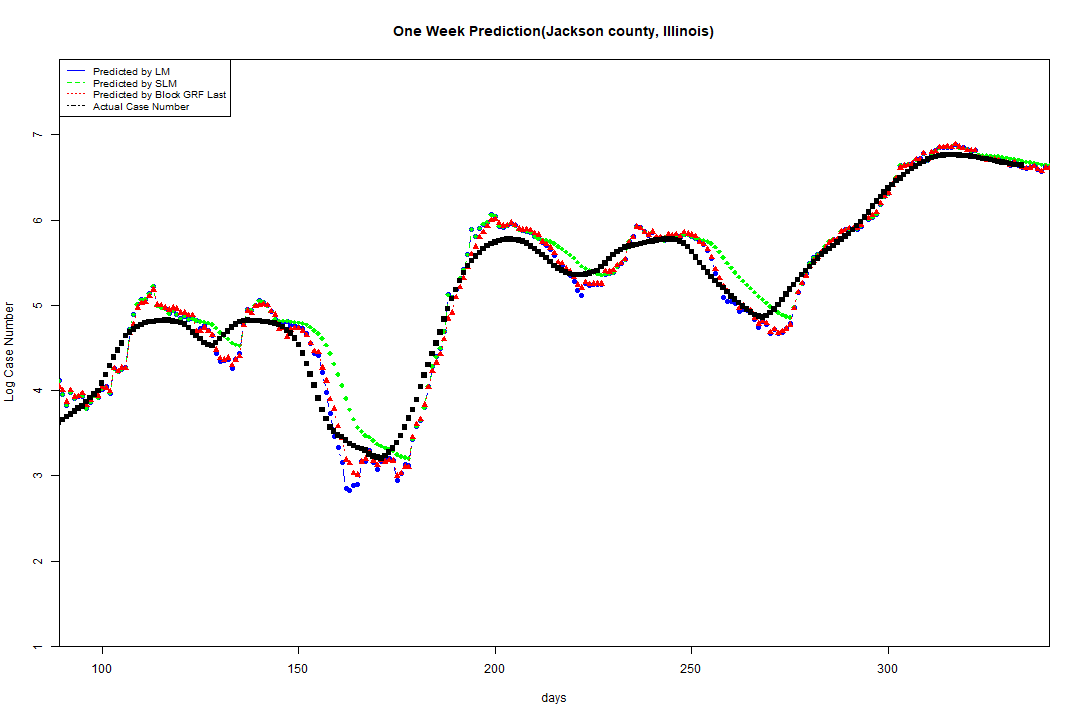 One Week Prediction(Jackson county, Illinois)
Predicted by LM
Predicted by SLM
Predicted by Block GRF Last
Actual Case Number
7
6
5
4
3
2
1
Log Case Number
100 150 200 250 300
days